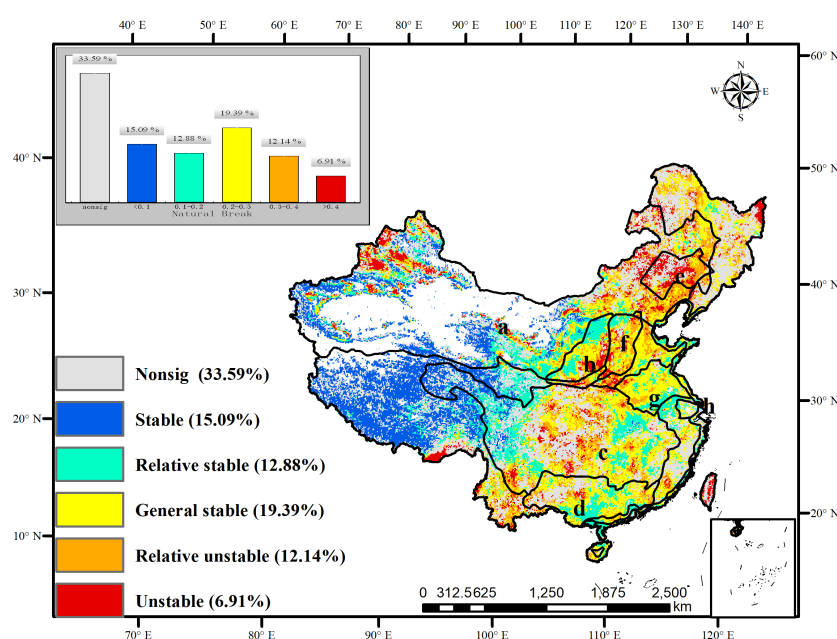 40° E 50° E 60° E 70° E 80° E 90° E 100° E 110° E 120° E 130° E 140° E
60° N
33.59 %
15.09 %
12.88 %
19.39 %
12.14 %
6.91 %
nonsig <0.1 0.1-0.2 0.2-0.3 0.3-0.4 >0.4
Natural Break
N
W E
S
40° N
50° N
30° N
40° N
20° N
30° N
10° N
20° N
a
b
c
d
e
f
g
h
Nonsig (33.59%)
Stable (15.09%)
Relative stable (12.88%)
General stable (19.39%)
Relative unstable (12.14%)
Unstable (6.91%)
0 312.5625 1,250 1,875 2,500
km
70° E 80° E 90° E 100° E 110° E 120° E